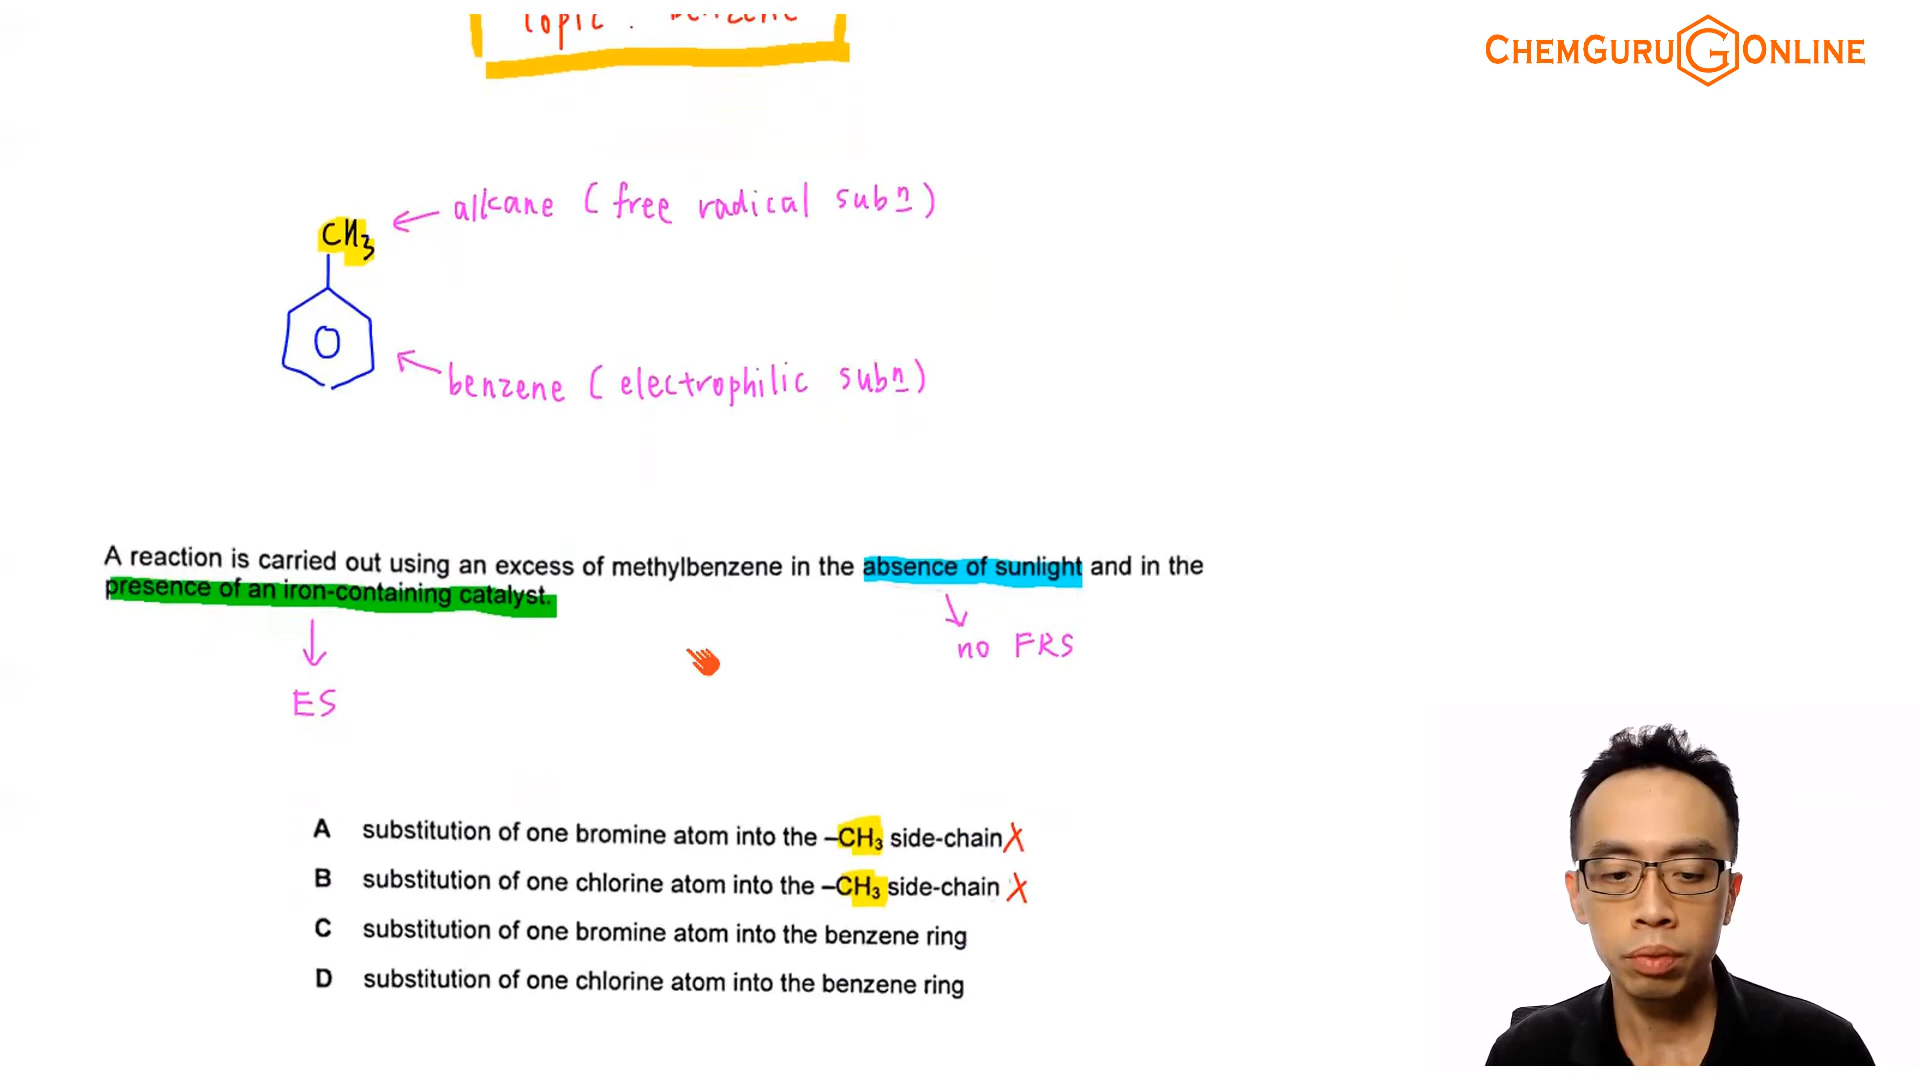 Topic : Benzene
CHEMGURU G ONLINE
alkane ( free radical subn )
CH3
benzene ( electrophilic subn )
A reaction is carried out using an excess of methylbenzene in the absence of sunlight and in the
presence of an iron-containing catalyst.
no FRS
ES
A substitution of one bromine atom into the –CH₃ side-chain X
B substitution of one chlorine atom into the –CH₃ side-chain X
C substitution of one bromine atom into the benzene ring
D substitution of one chlorine atom into the benzene ring